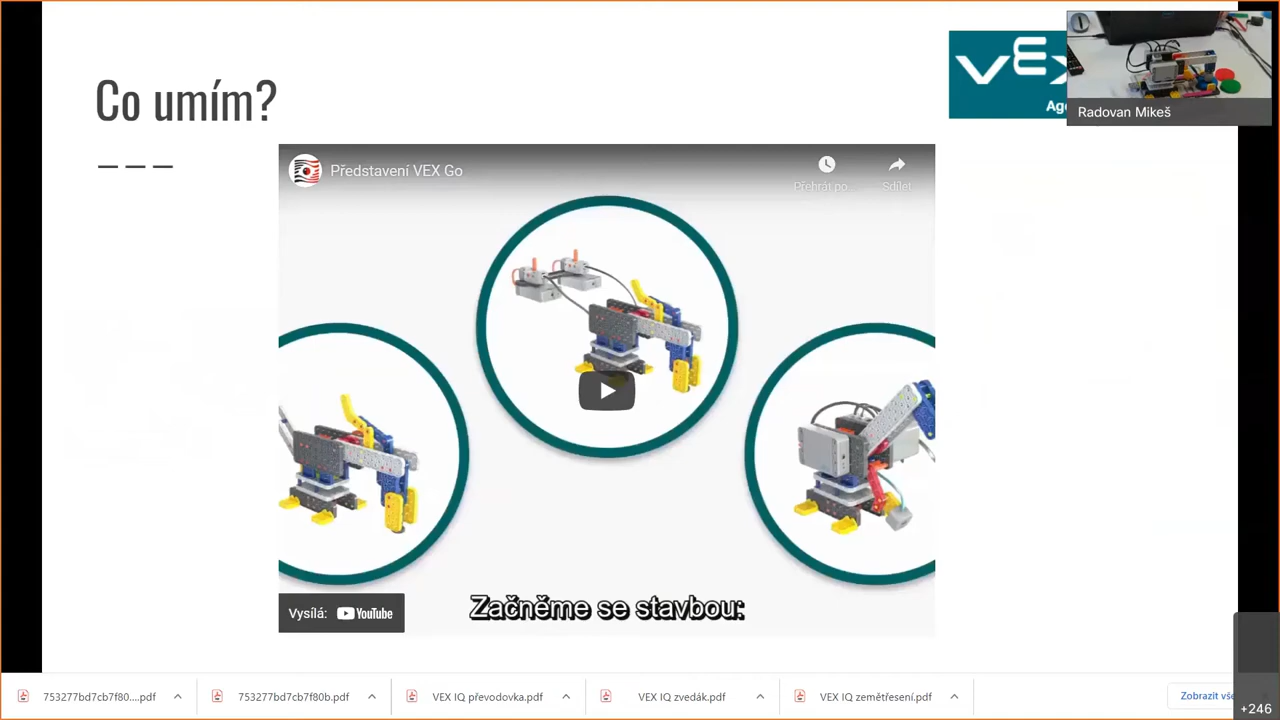 Co umím?
VEX
Radovan Mikeš
Představení VEX Go
Přehrát po...
Sdílet
Vysílá: YouTube
Začněme se stavbou:
753277bd7cb7f80....pdf
753277bd7cb7f80b.pdf
VEX IQ převodovka.pdf
VEX IQ zvedák.pdf
VEX IQ zemětřesení.pdf
Zobrazit vše
+246